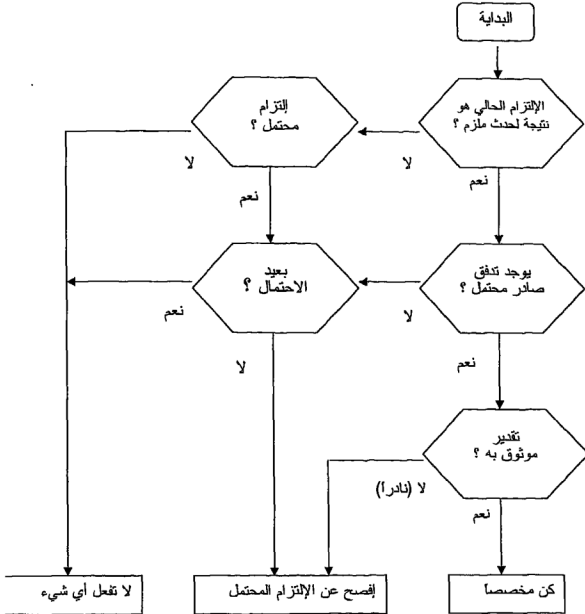 البداية
الإلتزام الحالي هو
نتيجة لحدث ملزم ؟
إلتزام
محتمل ؟
لا
لا
نعم
نعم
يوجد تدفق
صادر محتمل ؟
بعيد
الاحتمال ؟
لا
نعم
نعم
لا
تقدير
موثوق به ؟
لا (نادراً)
نعم
كن مخصصاً
إفصح عن الإلتزام المحتمل
لا تفعل أي شيء